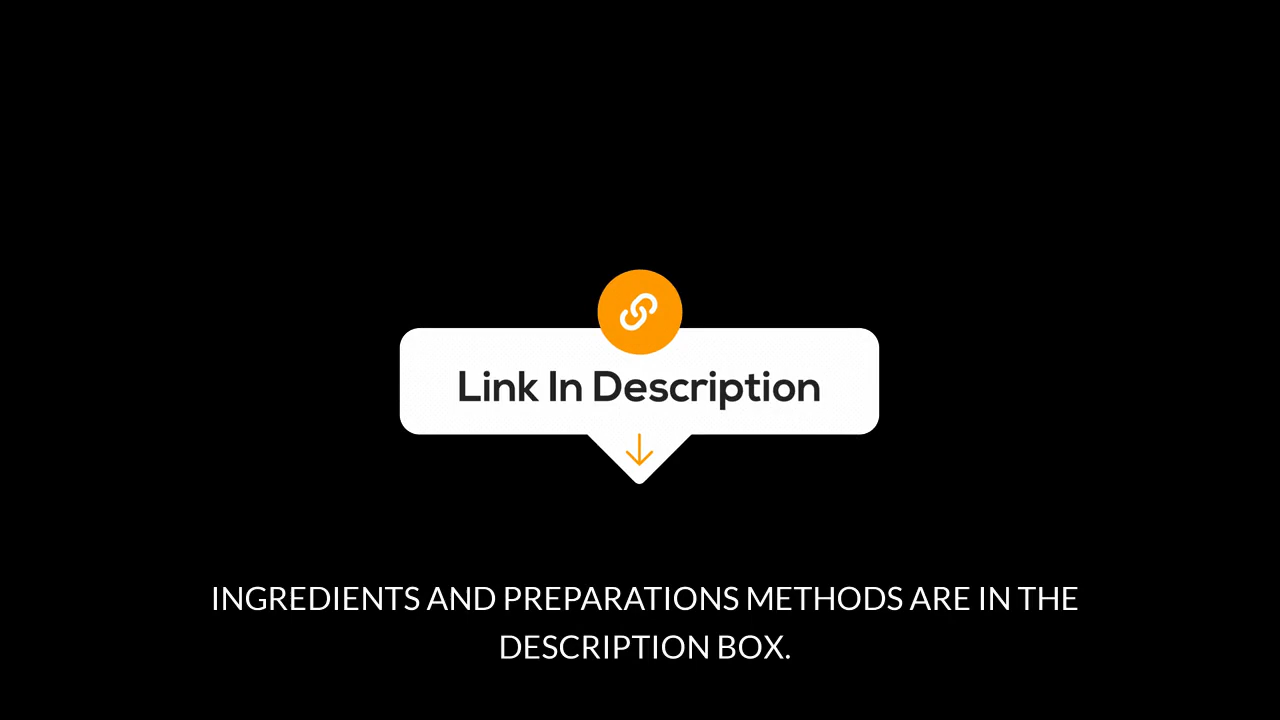 Link In Description
INGREDIENTS AND PREPARATIONS METHODS ARE IN THE
DESCRIPTION BOX.